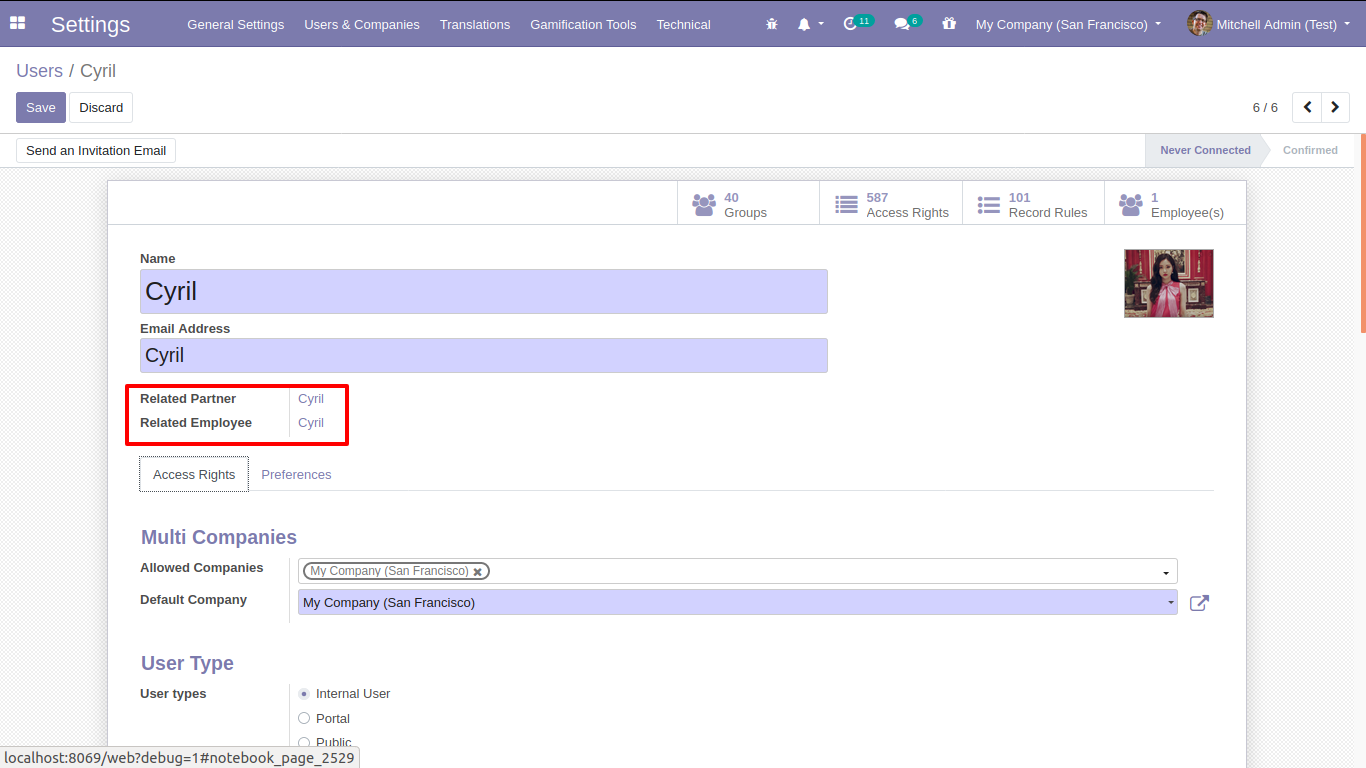 Settings General Settings Users & Companies Translations Gamification Tools Technical 11 6 My Company (San Francisco) Mitchell Admin (Test)
Users / Cyril
Save Discard 6 / 6
Send an Invitation Email Never Connected Confirmed
40 587 101 1
Groups Access Rights Record Rules Employee(s)
Name
Cyril
Email Address
Cyril
Related Partner Cyril
Related Employee Cyril
Access Rights Preferences
Multi Companies
Allowed Companies My Company (San Francisco)
Default Company My Company (San Francisco)
User Type
User types Internal User
Portal
Public
localhost:8069/web?debug=1#notebook_page_2529